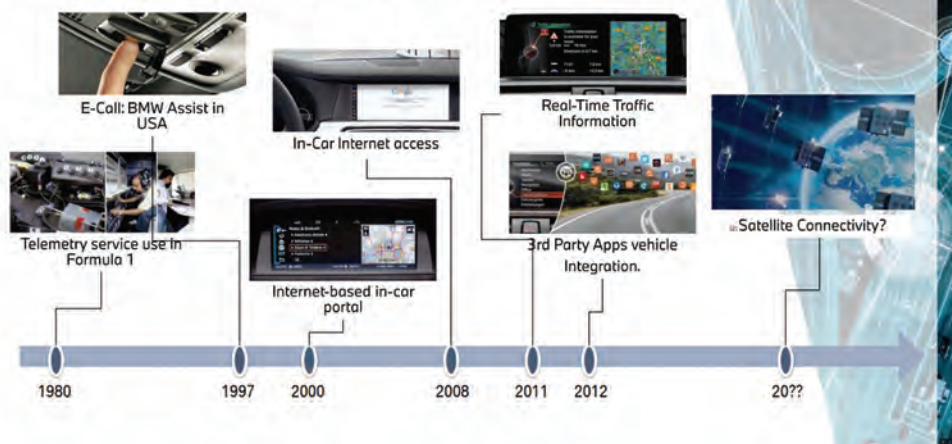 E-Call: BMW Assist in
USA
Telemetry service use in
Formula 1
In-Car Internet access
Internet-based in-car
portal
Real-Time Traffic
Information
3rd Party Apps vehicle
Integration.
Satellite Connectivity?
1980
1997
2000
2008
2011
2012
20??